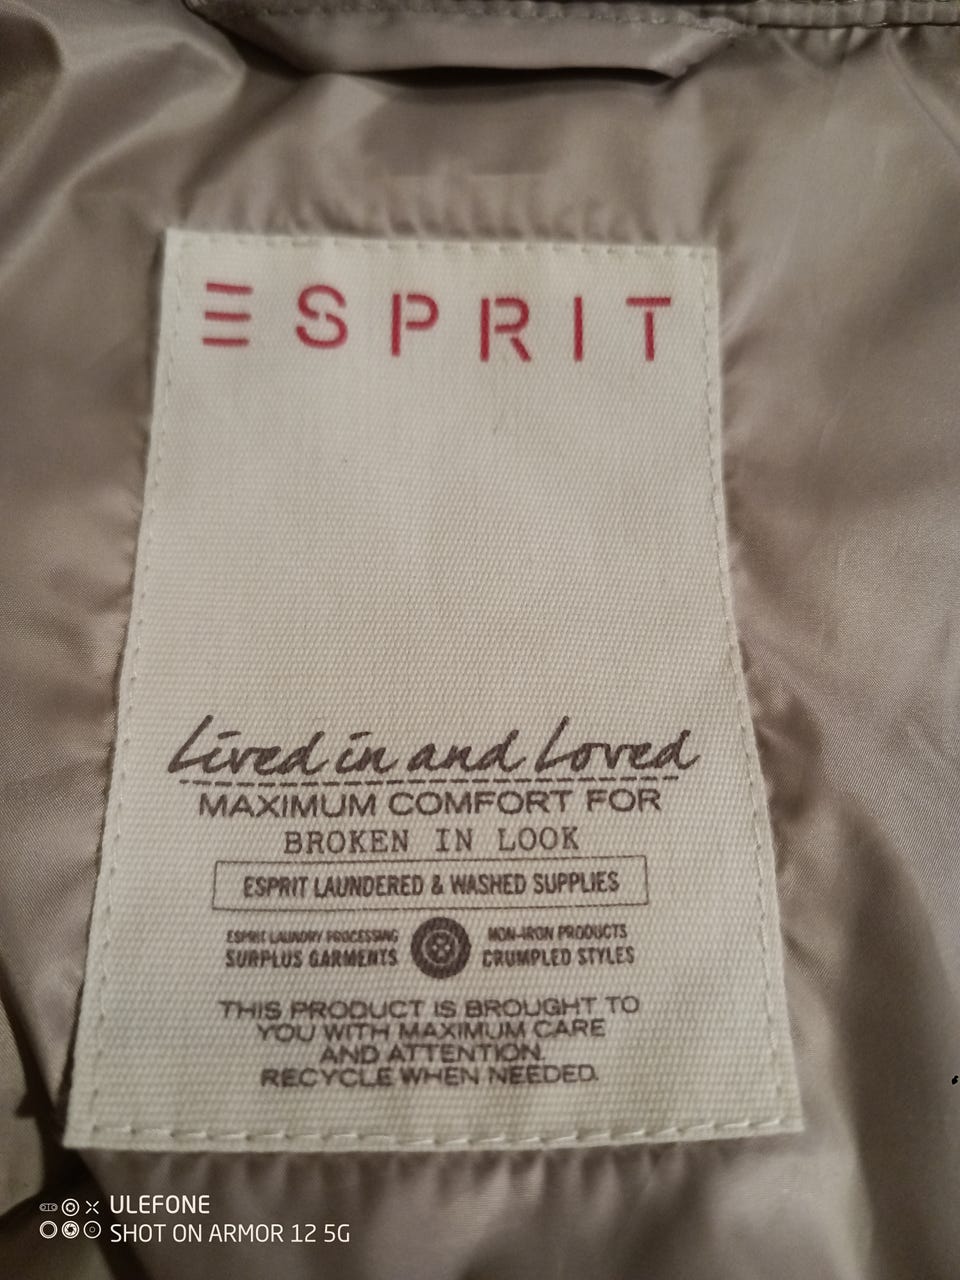 ESPRIT
Lived in and Loved
MAXIMUM COMFORT FOR
BROKEN IN LOOK
ESPRIT LAUNDERED & WASHED SUPPLIES
ESPRIT LAUNDRY PROCESSING
SURPLUS GARMENTS
NON-IRON PRODUCTS
CRUMPLED STYLES
THIS PRODUCT IS BROUGHT TO
YOU WITH MAXIMUM CARE
AND ATTENTION.
RECYCLE WHEN NEEDED.
ULEFONE
SHOT ON ARMOR 12 5G